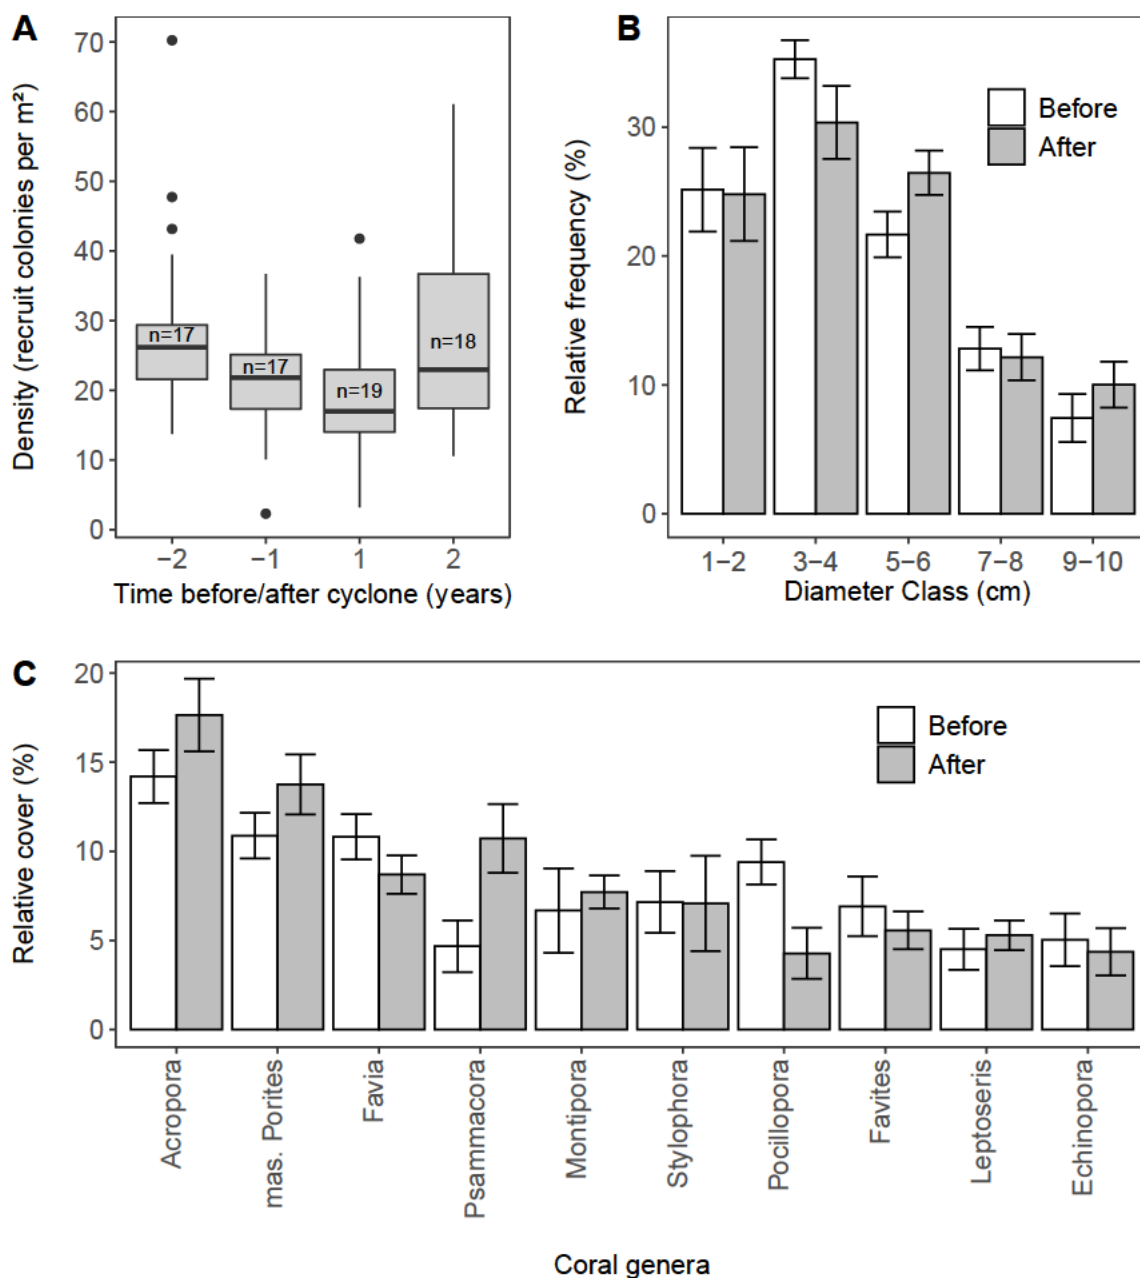 A
Density (recruit colonies per m²)
70
60
50
40
30
20
10
0
n=17
n=17
n=19
n=18
−2
−1
1
2
Time before/after cyclone (years)
B
Relative frequency (%)
30
20
10
0
Before
After
1−2
3−4
5−6
7−8
9−10
Diameter Class (cm)
C
Relative cover (%)
20
15
10
5
0
Before
After
Acropora
mas. Porites
Favia
Psammacora
Montipora
Stylophora
Pocillopora
Favites
Leptoseris
Echinopora
Coral genera